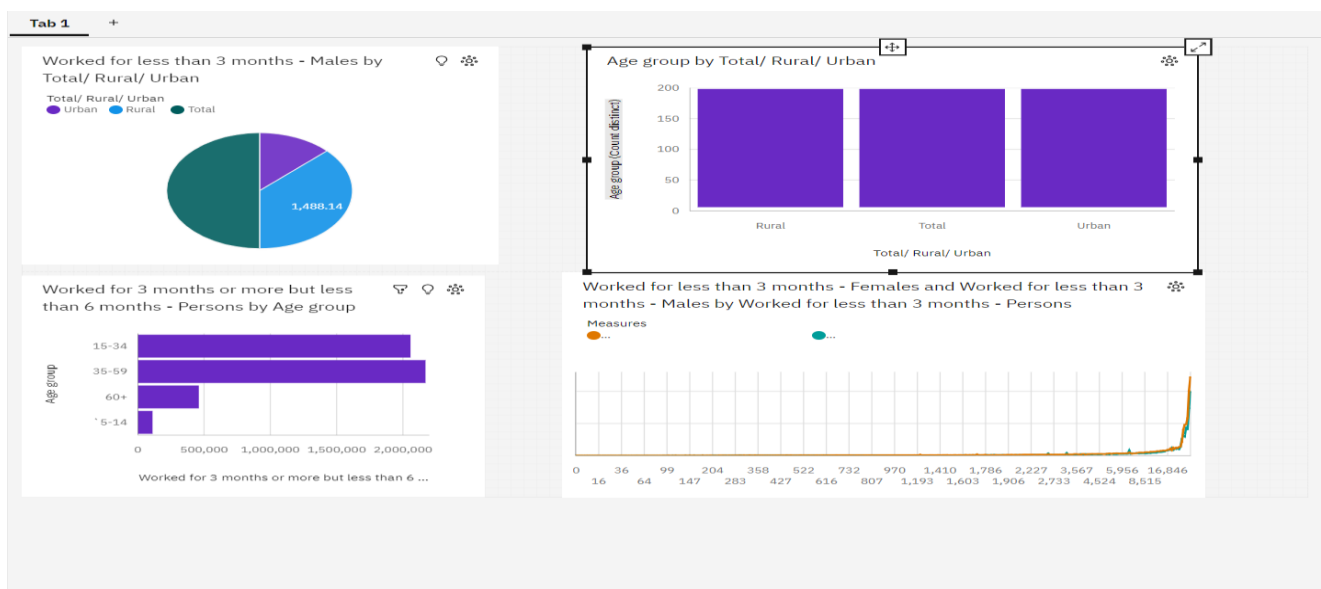 Tab 1 +
Worked for less than 3 months - Males by
Total/ Rural/ Urban
Total/ Rural/ Urban
Urban Rural Total
1,488.14
Age group by Total/ Rural/ Urban
Age group (Count distinct)
200
150
100
50
0
Rural Total Urban
Total/ Rural/ Urban
Worked for 3 months or more but less
than 6 months - Persons by Age group
Age group
15-34
35-59
60+
`5-14
0 500,000 1,000,000 1,500,000 2,000,000
Worked for 3 months or more but less than 6 ...
Worked for less than 3 months - Females and Worked for less than 3
months - Males by Worked for less than 3 months - Persons
Measures
... ...
0 36 99 204 358 522 732 970 1,410 1,786 2,227 3,567 5,956 16,846
16 64 147 283 427 616 807 1,193 1,603 1,906 2,733 4,524 8,515